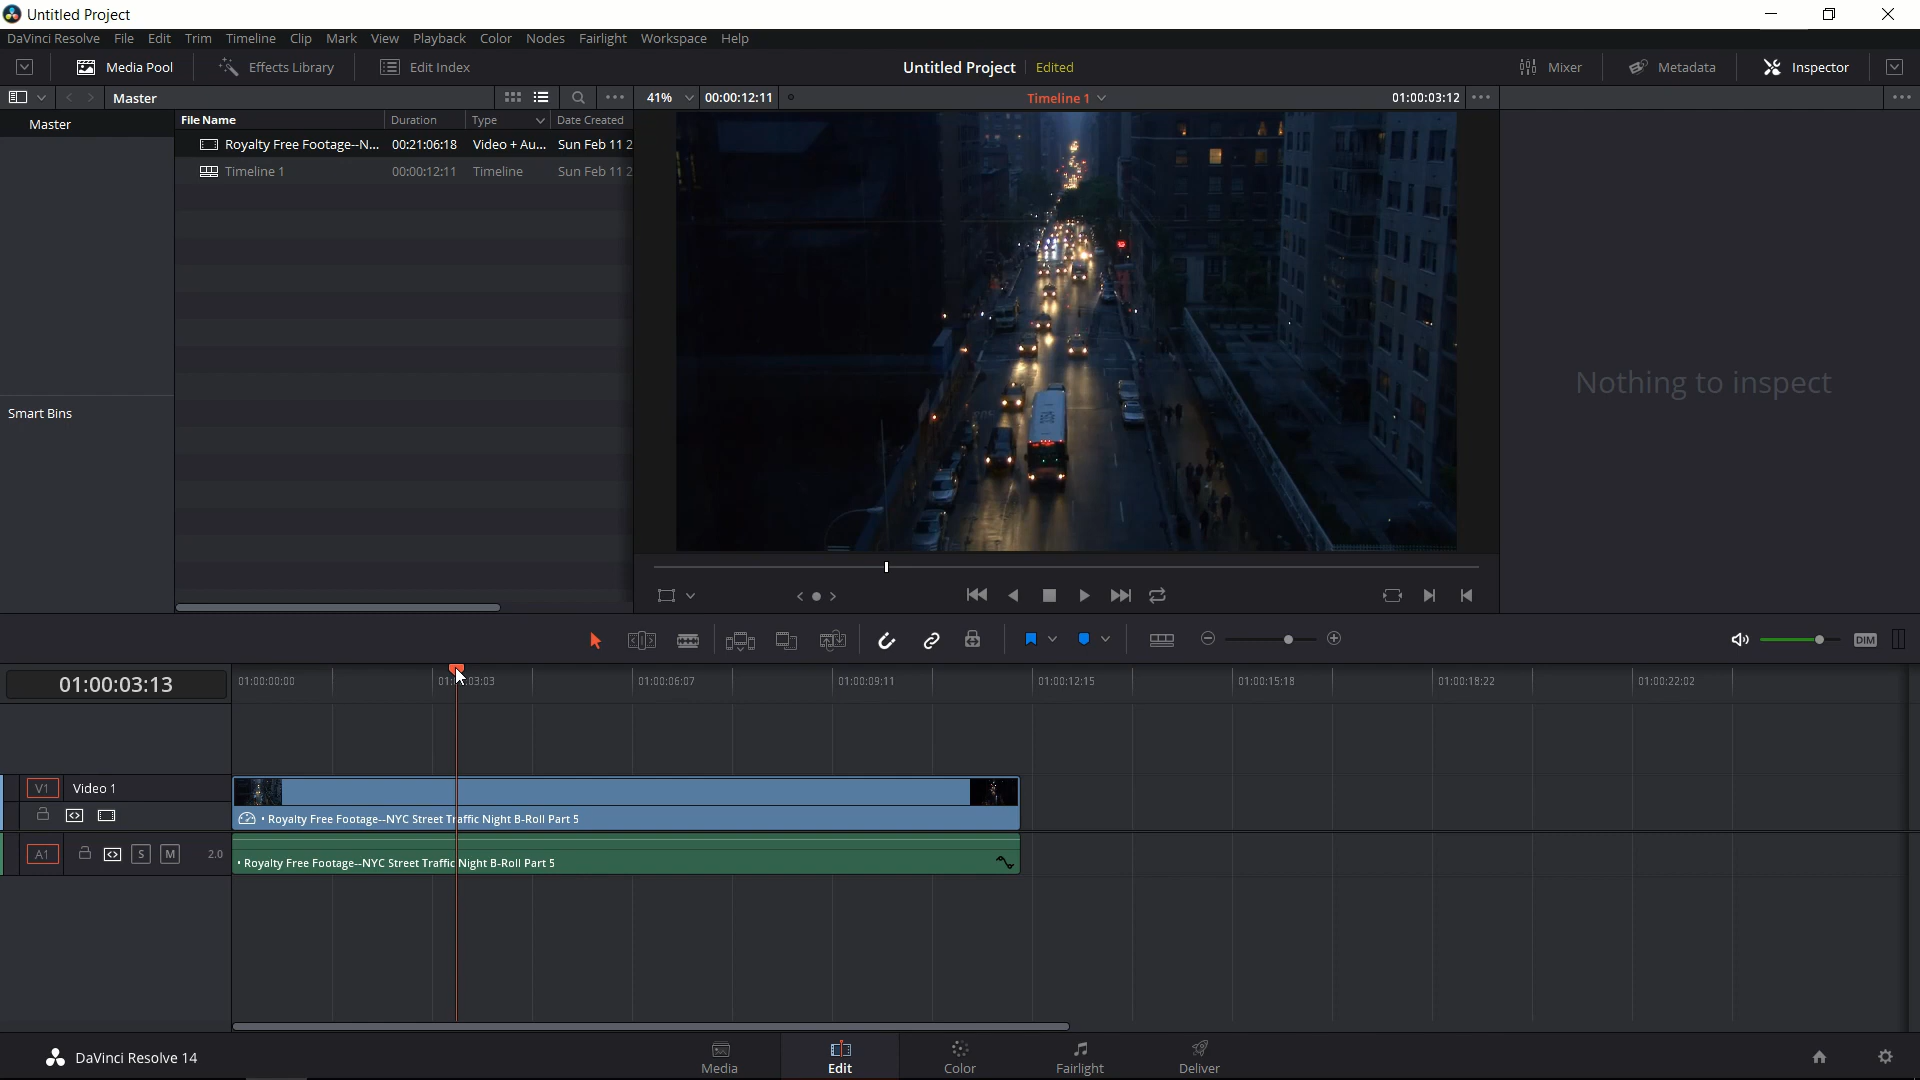 Untitled Project
DaVinci Resolve File Edit Trim Timeline Clip Mark View Playback Color Nodes Fairlight Workspace Help
Media Pool Effects Library Edit Index Untitled Project Edited Mixer Metadata Inspector
Master 41% 00:00:12:11 Timeline 1 01:00:03:12
Master File Name Duration Type Date Created
Royalty Free Footage--N... 00:21:06:18 Video + Au... Sun Feb 11 2
Timeline 1 00:00:12:11 Timeline Sun Feb 11 2
Nothing to inspect
Smart Bins
DIM
01:00:03:13 01:00:00:00 03:03 01:00:06:07 01:00:09:11 01:00:12:15 01:00:15:18 01:00:18:22 01:00:22:02
V1 Video 1
• Royalty Free Footage--NYC Street Traffic Night B-Roll Part 5
A1 S M 2.0
• Royalty Free Footage--NYC Street Traffic Night B-Roll Part 5
DaVinci Resolve 14 Media Edit Color Fairlight Deliver